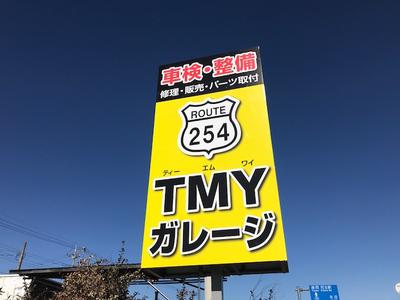 車検・整備
修理・販売・パーツ取付
ROUTE
254
ティー エム ワイ
TMY
ガレージ